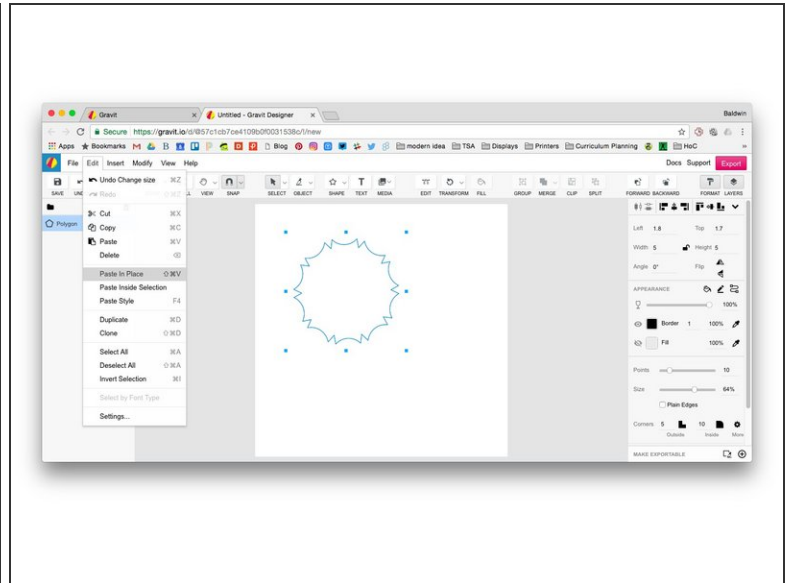 Gravit
Untitled - Gravit Designer
Baldwin
Secure https://gravit.io/d/@57c1cb7ce4109b0f0031538c/l/new
Apps Bookmarks Blog modern idea TSA Displays Printers Curriculum Planning HoC
File Edit Insert Modify View Help
Docs Support Export
SAVE VIEW SNAP SELECT OBJECT SHAPE TEXT MEDIA EDIT TRANSFORM FILL GROUP MERGE CLIP SPLIT FORWARD BACKWARD FORMAT LAYERS
Polygon
Undo Change size ⌘Z
Redo
Cut ⌘X
Copy ⌘C
Paste ⌘V
Delete
Paste In Place ⇧⌘V
Paste Inside Selection
Paste Style F4
Duplicate ⌘D
Clone ⇧⌘D
Select All ⌘A
Deselect All ⇧⌘A
Invert Selection ⌘I
Select by Font Type
Settings...
Left 1.8 Top 1.7
Width 5 Height 5
Angle 0° Flip
APPEARANCE
100%
Border 1 100%
Fill 100%
Points 10
Size 64%
Plain Edges
Corners 5 10
Outside Inside More
MAKE EXPORTABLE